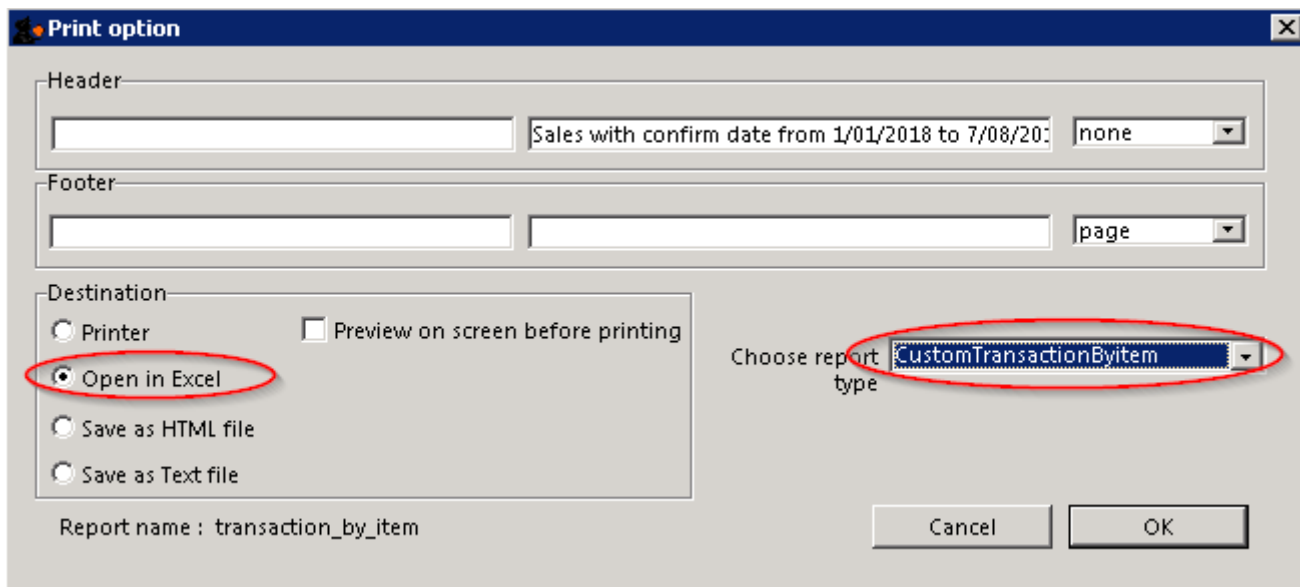 Print option
Header
Sales with confirm date from 1/01/2018 to 7/08/201 none
Footer
page
Destination
Printer Preview on screen before printing
Open in Excel
Choose report type CustomTransactionByitem
Save as HTML file
Save as Text file
Report name : transaction_by_item
Cancel OK